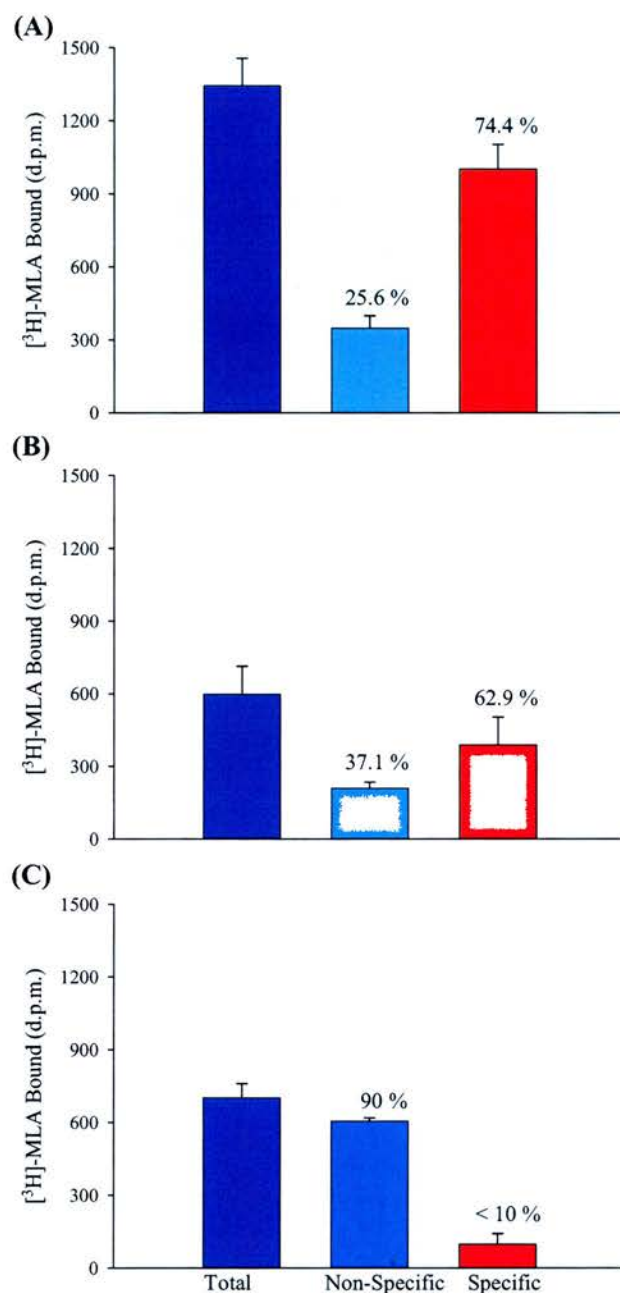 (A)
1500
1200
900
600
300
0
[³H]-MLA Bound (d.p.m.)
25.6 %
74.4 %
(B)
1500
1200
900
600
300
0
[³H]-MLA Bound (d.p.m.)
37.1 %
62.9 %
(C)
1500
1200
900
600
300
0
[³H]-MLA Bound (d.p.m.)
90 %
< 10 %
Total Non-Specific Specific